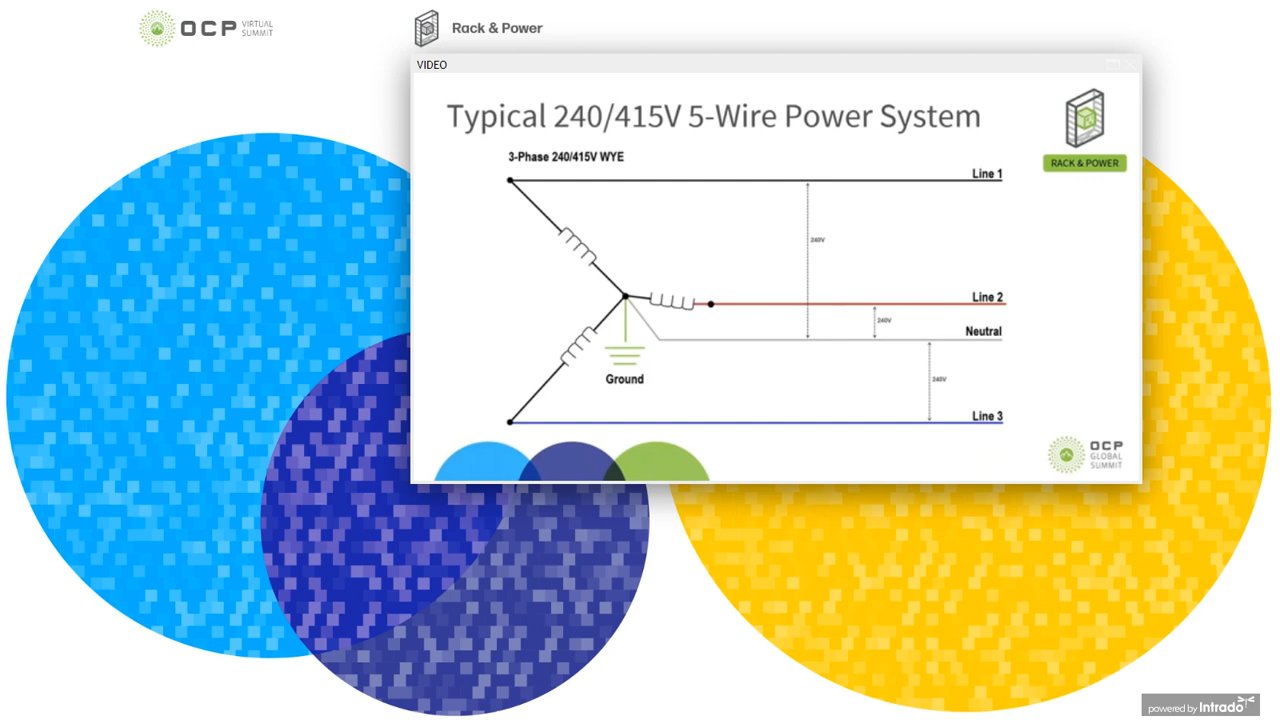 OCP VIRTUAL
SUMMIT
Rack & Power
VIDEO
Typical 240/415V 5-Wire Power System
RACK & POWER
3-Phase 240/415V WYE
Line 1
240V
Line 2
240V
Neutral
Ground
240V
Line 3
OCP
GLOBAL
SUMMIT
powered by Intrado